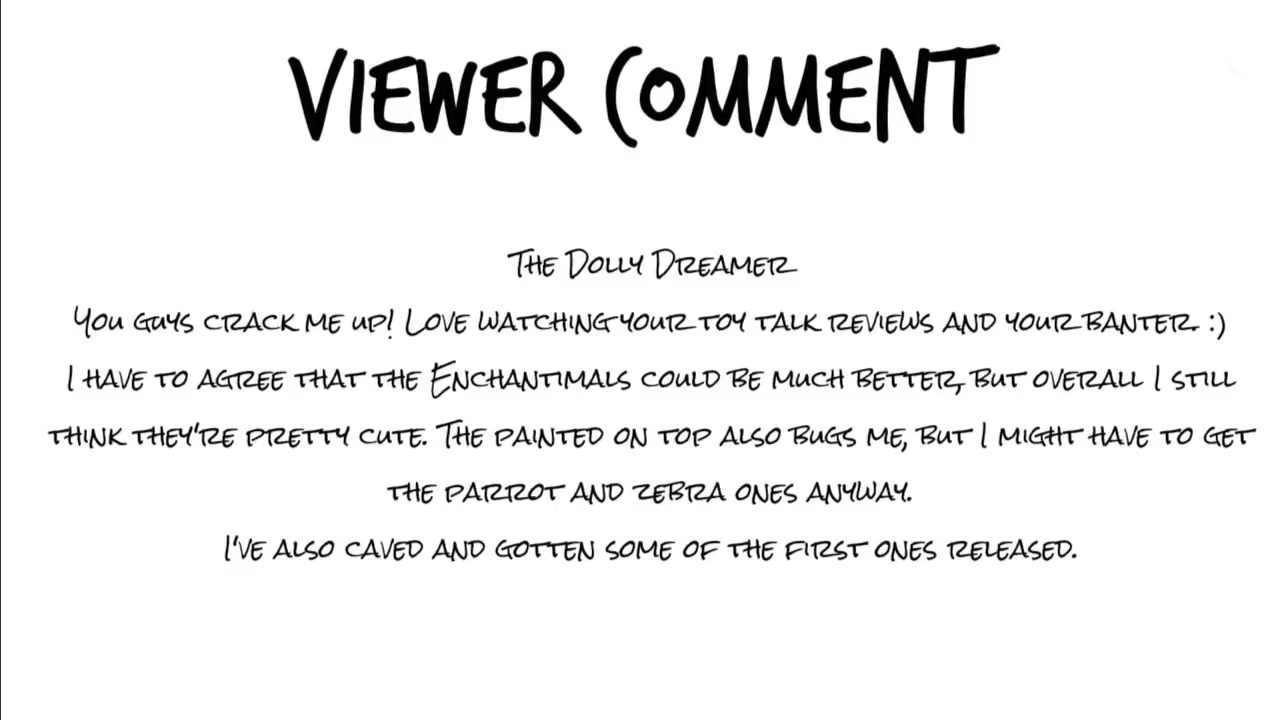 VIEWER COMMENT
The Dolly Dreamer
You guys crack me up! Love watching your toy talk reviews and your banter. :)
I have to agree that the Enchantimals could be much better, but overall I still
think they're pretty cute. The painted on top also bugs me, but I might have to get
the parrot and zebra ones anyway.
I've also caved and gotten some of the first ones released.